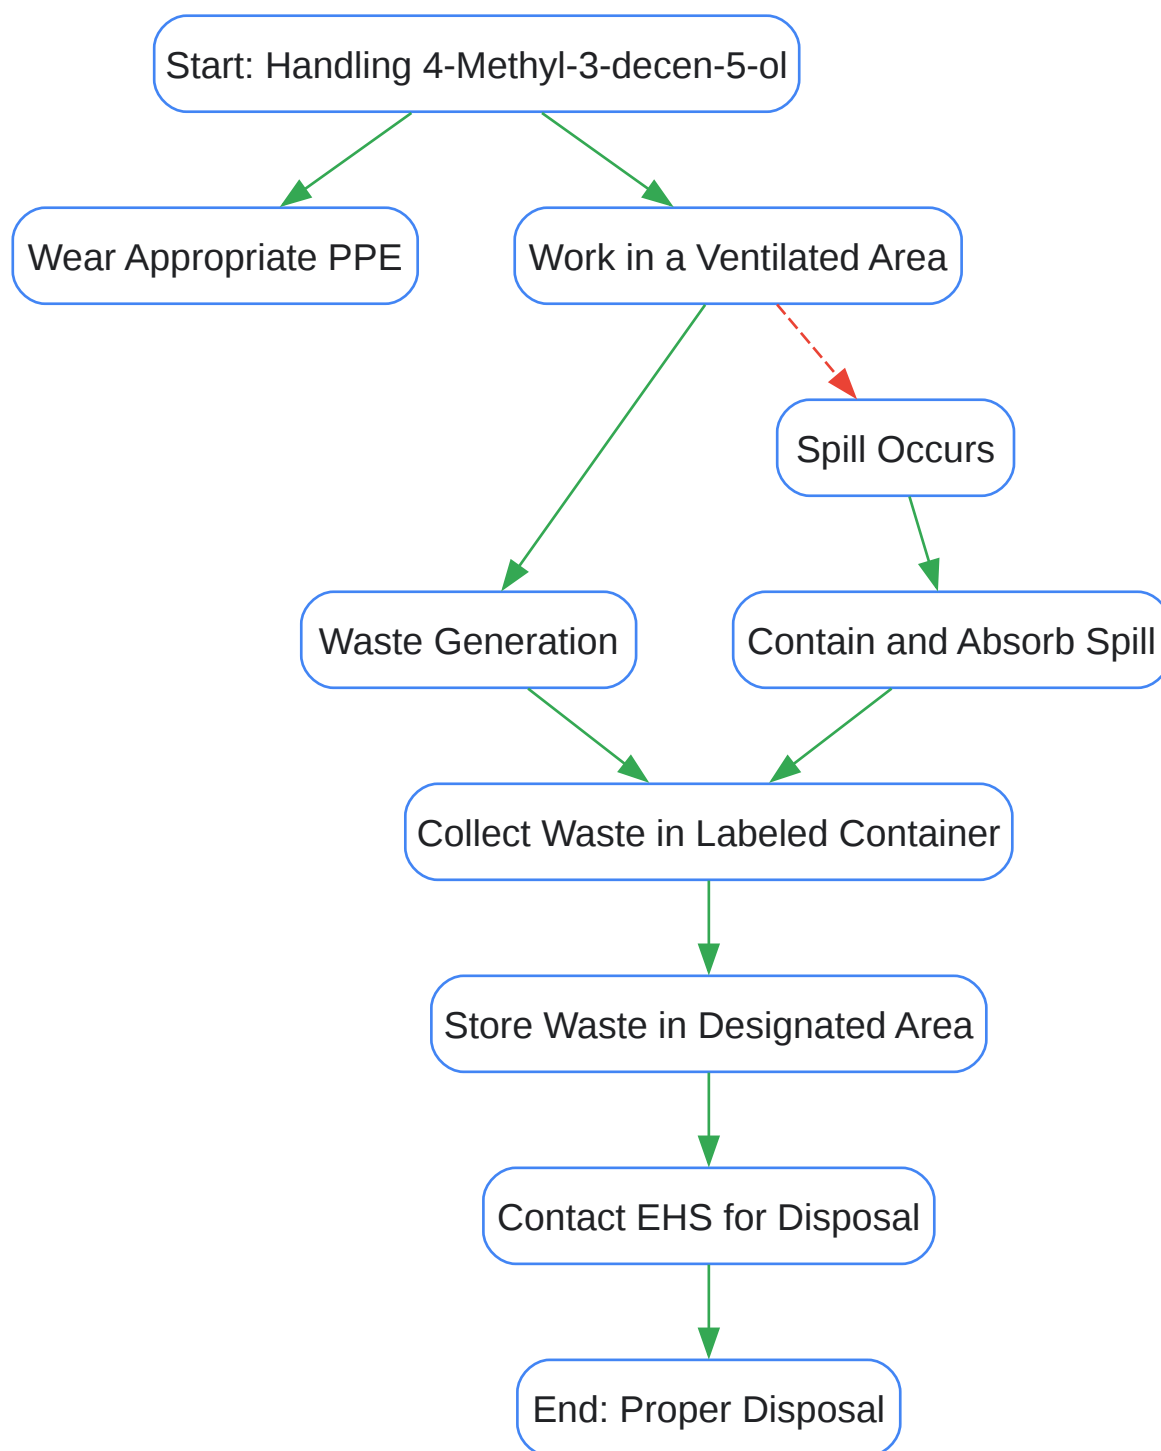 Start: Handling 4-Methyl-3-decen-5-ol
Wear Appropriate PPE
Work in a Ventilated Area
Spill Occurs
Waste Generation
Contain and Absorb Spill
Collect Waste in Labeled Container
Store Waste in Designated Area
Contact EHS for Disposal
End: Proper Disposal